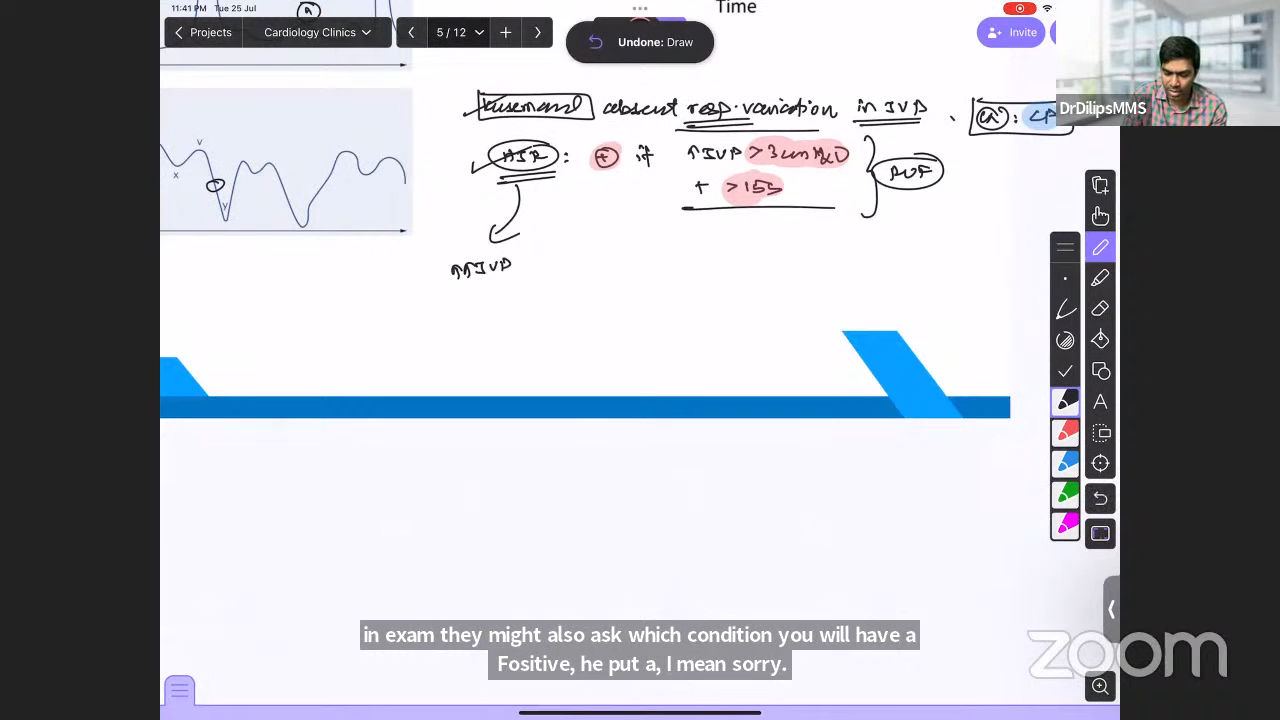 11:41 PM Tue 25 Jul
Time
Projects
Cardiology Clinics
5 / 12
Undone: Draw
Invite
DrDilipsMMS
Kussmaul absent resp. variation in JVP
"a": CP
HJR: + if ↑JVP >3cm H2O
+ >15s
RVF
↑↑JVP
v
x
y
in exam they might also ask which condition you will have a
Fositive, he put a, I mean sorry.
zoom